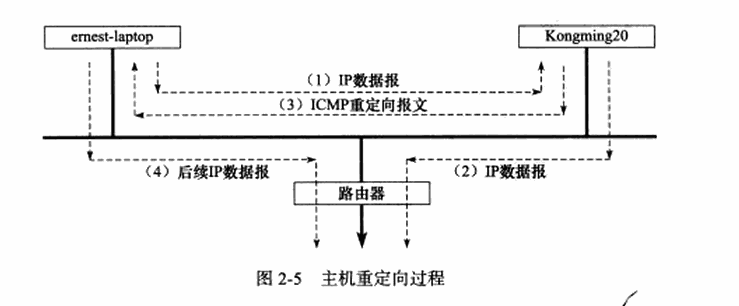 ernest-laptop
Kongming20
（1）IP数据报
（3）ICMP重定向报文
（4）后续IP数据报
（2）IP数据报
路由器
图 2-5 主机重定向过程